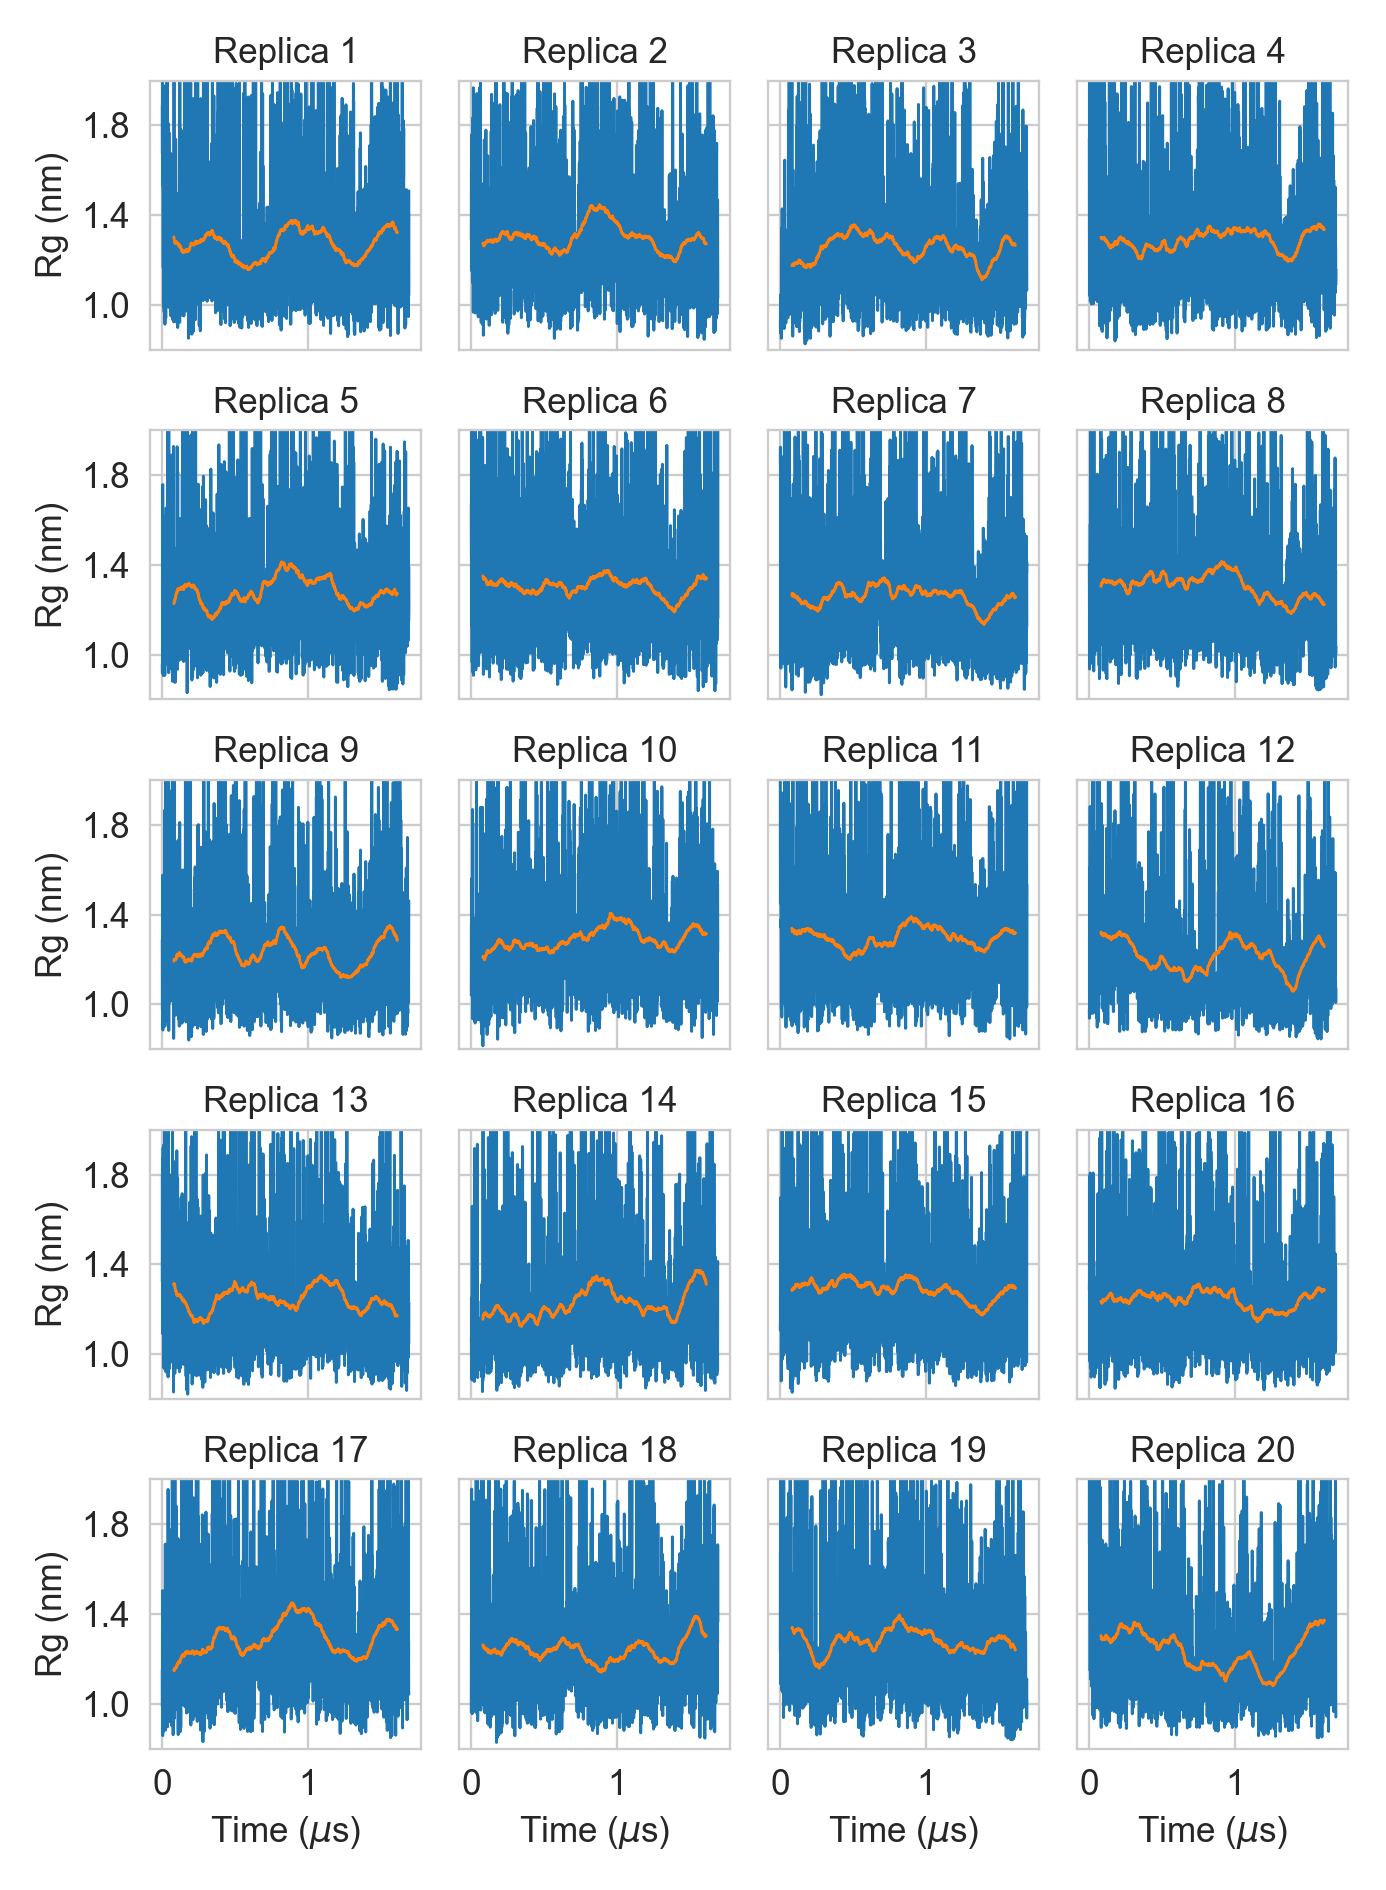 Replica 1 Replica 2 Replica 3 Replica 4
1.8
1.4
1.0
Rg (nm)
Replica 5 Replica 6 Replica 7 Replica 8
1.8
1.4
1.0
Rg (nm)
Replica 9 Replica 10 Replica 11 Replica 12
1.8
1.4
1.0
Rg (nm)
Replica 13 Replica 14 Replica 15 Replica 16
1.8
1.4
1.0
Rg (nm)
Replica 17 Replica 18 Replica 19 Replica 20
1.8
1.4
1.0
Rg (nm)
0 1 0 1 0 1 0 1
Time (μs) Time (μs) Time (μs) Time (μs)